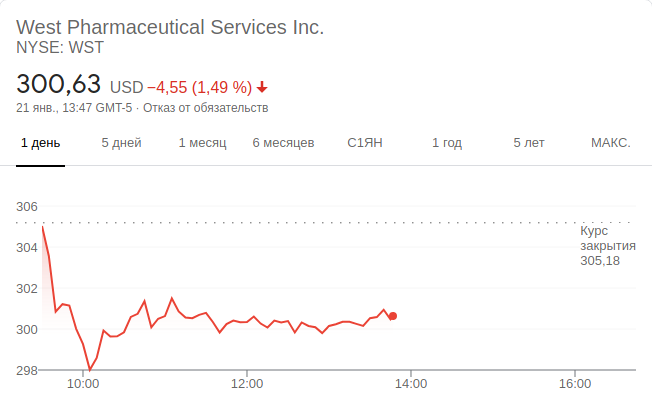 West Pharmaceutical Services Inc.
NYSE: WST
300,63 USD −4,55 (1,49 %)
21 янв., 13:47 GMT-5 · Отказ от обязательств
1 день 5 дней 1 месяц 6 месяцев С1ЯН 1 год 5 лет МАКС.
306
304
302
300
298
Курс
закрытия
305,18
10:00 12:00 14:00 16:00